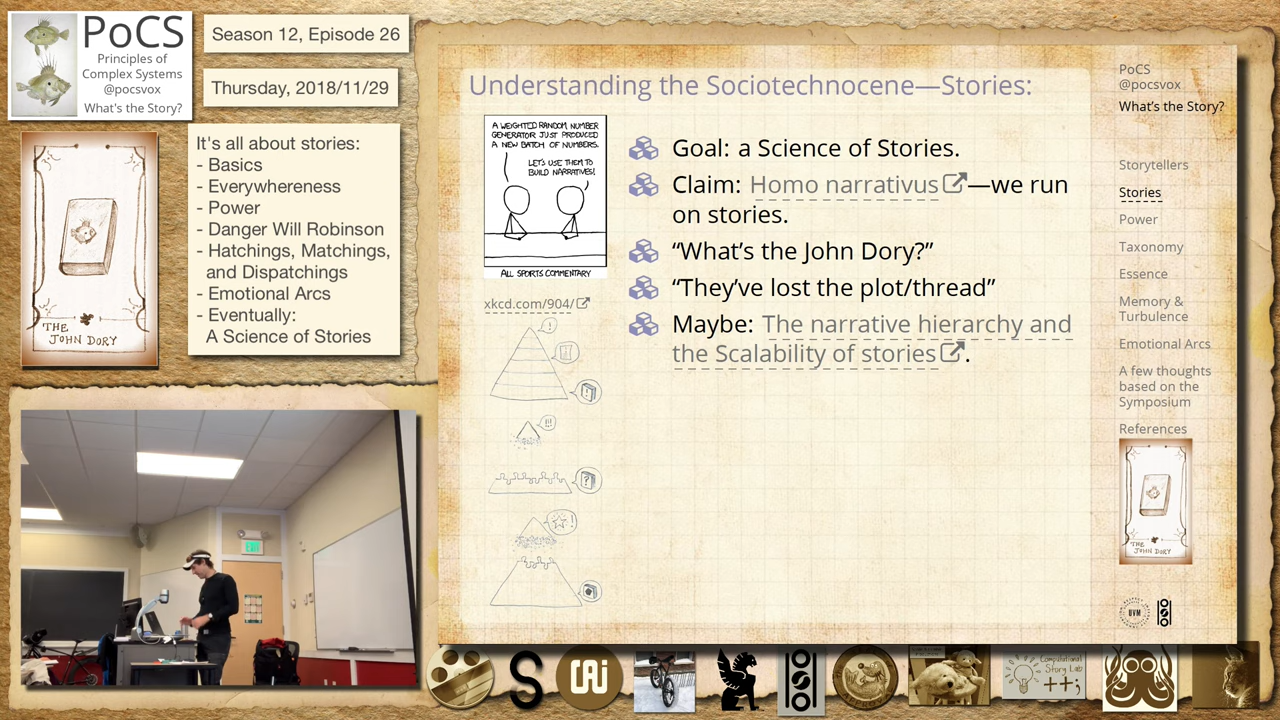 PoCS
Principles of
Complex Systems
@pocsvox
What's the Story?
Season 12, Episode 26
Thursday, 2018/11/29
THE
JOHN DORY
It's all about stories:
- Basics
- Everywhereness
- Power
- Danger Will Robinson
- Hatchings, Matchings,
and Dispatchings
- Emotional Arcs
- Eventually:
A Science of Stories
EXIT
Understanding the Sociotechnocene—Stories:
A WEIGHTED RANDOM NUMBER
GENERATOR JUST PRODUCED
A NEW BATCH OF NUMBERS.
LET'S USE THEM TO
BUILD NARRATIVES!
ALL SPORTS COMMENTARY
xkcd.com/904/
Goal: a Science of Stories.
Claim: Homo narrativus—we run
on stories.
“What’s the John Dory?”
“They’ve lost the plot/thread”
Maybe: The narrative hierarchy and
the Scalability of stories.
PoCS
@pocsvox
What’s the Story?
Storytellers
Stories
Power
Taxonomy
Essence
Memory &
Turbulence
Emotional Arcs
A few thoughts
based on the
Symposium
References
THE
JOHN DORY
UVM
S
Computational
Story Lab
++;